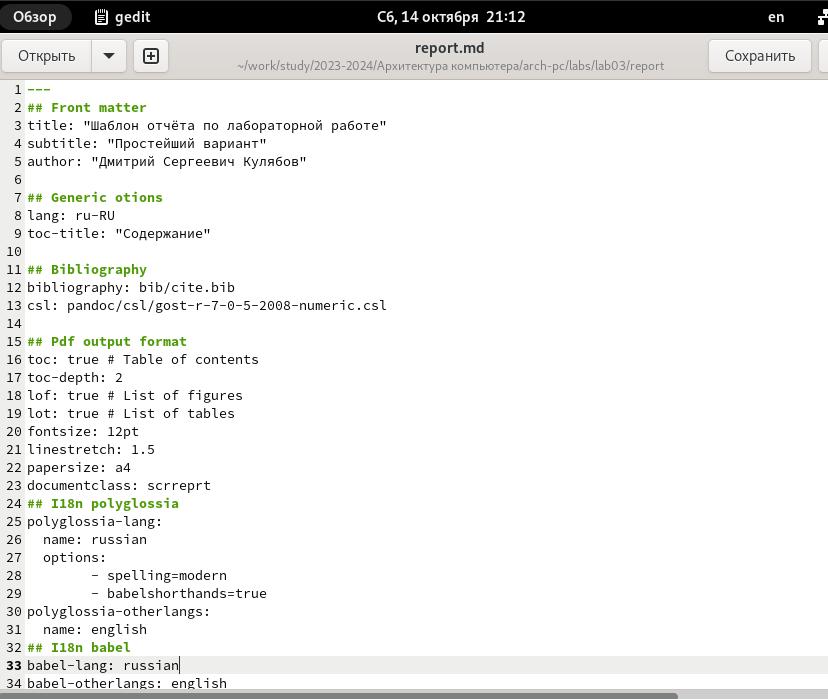 Обзор gedit Сб, 14 октября 21:12 en
Открыть report.md Сохранить
~/work/study/2023-2024/Архитектура компьютера/arch-pc/labs/lab03/report
1 ---
2 ## Front matter
3 title: "Шаблон отчёта по лабораторной работе"
4 subtitle: "Простейший вариант"
5 author: "Дмитрий Сергеевич Кулябов"
6
7 ## Generic otions
8 lang: ru-RU
9 toc-title: "Содержание"
10
11 ## Bibliography
12 bibliography: bib/cite.bib
13 csl: pandoc/csl/gost-r-7-0-5-2008-numeric.csl
14
15 ## Pdf output format
16 toc: true # Table of contents
17 toc-depth: 2
18 lof: true # List of figures
19 lot: true # List of tables
20 fontsize: 12pt
21 linestretch: 1.5
22 papersize: a4
23 documentclass: scrreprt
24 ## I18n polyglossia
25 polyglossia-lang:
26   name: russian
27   options:
28         - spelling=modern
29         - babelshorthands=true
30 polyglossia-otherlangs:
31   name: english
32 ## I18n babel
33 babel-lang: russian
34 babel-otherlangs: english